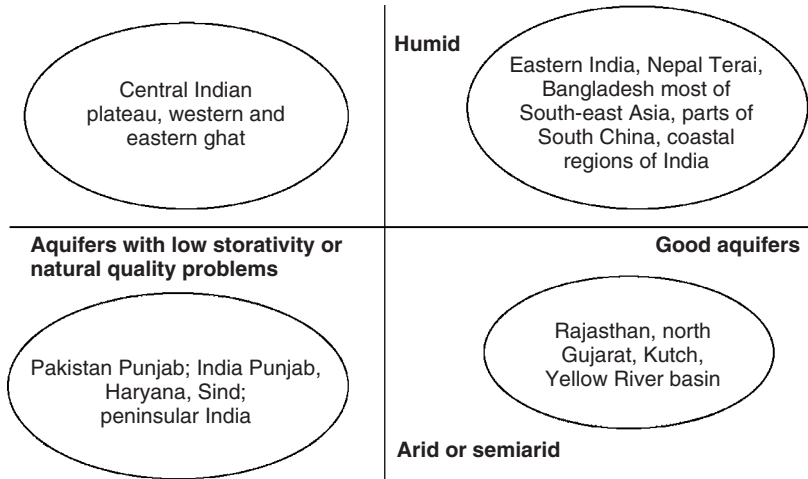 Central Indian
plateau, western and
eastern ghat
Humid
Eastern India, Nepal Terai,
Bangladesh most of
South-east Asia, parts of
South China, coastal
regions of India
Aquifers with low storativity or
natural quality problems
Good aquifers
Pakistan Punjab; India Punjab,
Haryana, Sind;
peninsular India
Rajasthan, north
Gujarat, Kutch,
Yellow River basin
Arid or semiarid